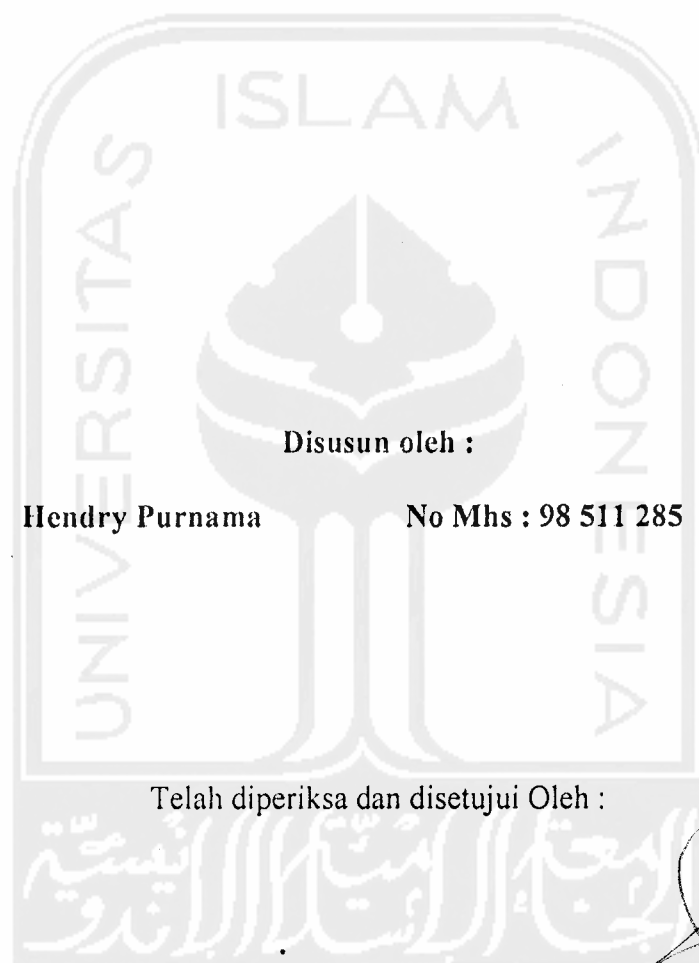 ISLAM
UNIVERSITAS
INDONESIA
Disusun oleh :
Hendry Purnama No Mhs : 98 511 285
Telah diperiksa dan disetujui Oleh :